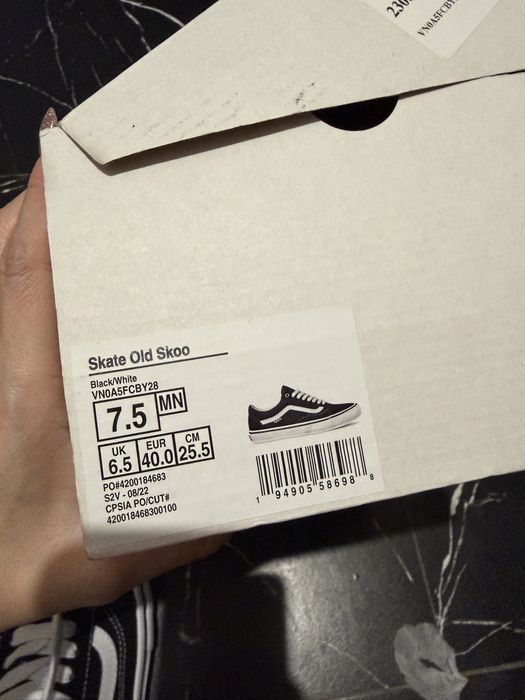 VN0A5FCBY2
Skate Old Skoo
Black/White
VN0A5FCBY28
7.5 MN
UK EUR CM
6.5 40.0 25.5
PO#4200184683
S2V - 08/22
CPSIA PO/CUT#
420018468300100
1 94905 58698 8